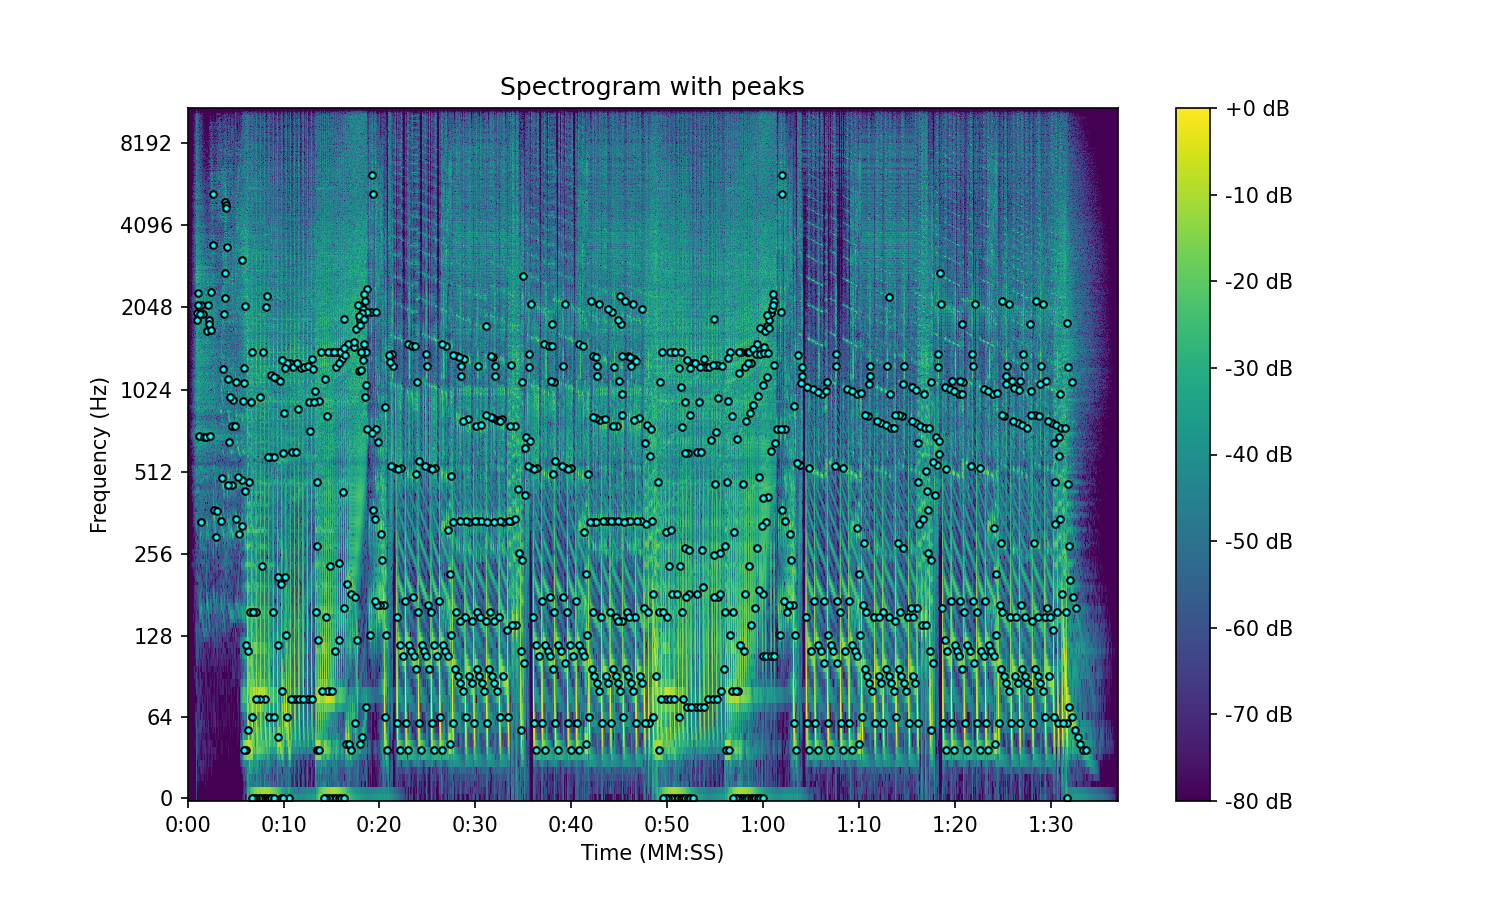 Spectrogram with peaks
8192
4096
2048
1024
512
256
128
64
0
Frequency (Hz)
0:00 0:10 0:20 0:30 0:40 0:50 1:00 1:10 1:20 1:30
Time (MM:SS)
+0 dB
-10 dB
-20 dB
-30 dB
-40 dB
-50 dB
-60 dB
-70 dB
-80 dB